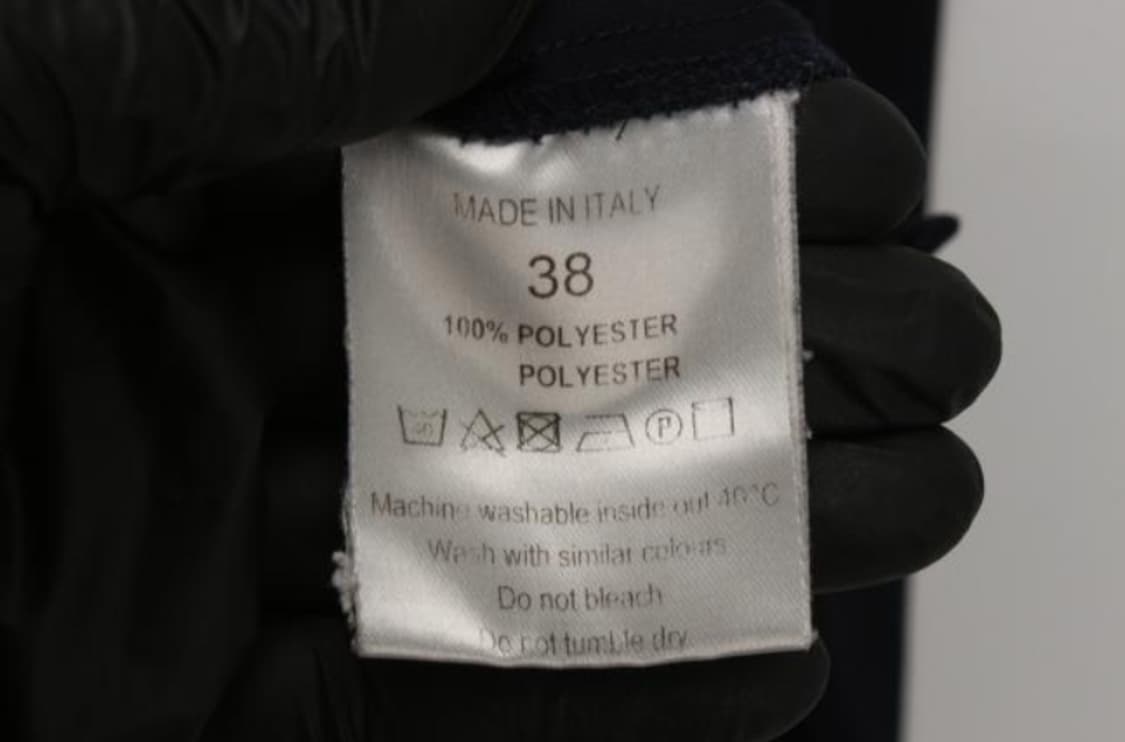 MADE IN ITALY
38
100% POLYESTER
POLYESTER
40 P
Machine washable inside out 40°C
Wash with similar colours
Do not bleach
Do not tumble dry